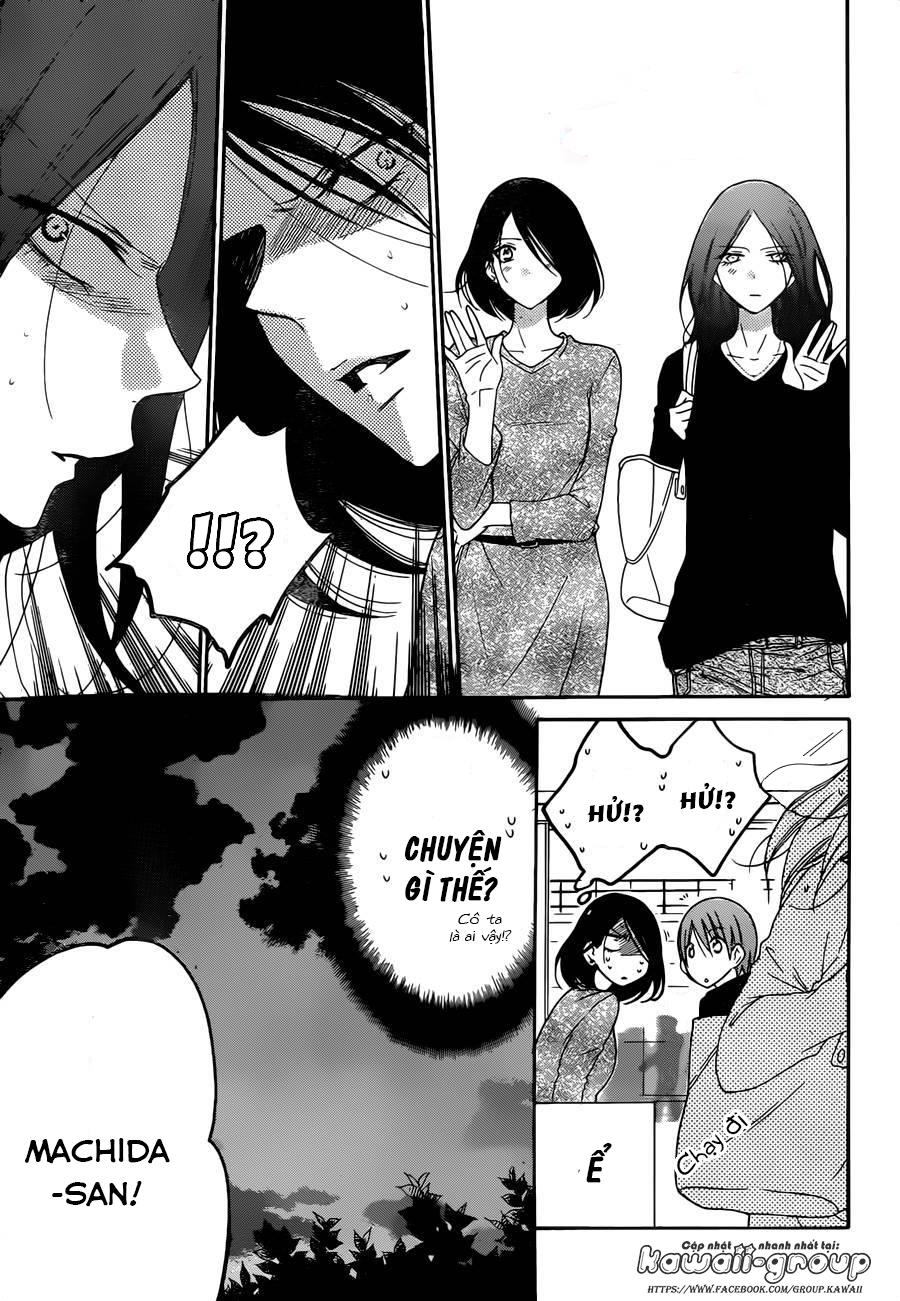 !!?
HỬ!?
HỬ!?
Ể
Chạy đi
CHUYỆN
GÌ THẾ?
Cô ta
là ai vậy!?
MACHIDA
-SAN!
Cập nhật nhanh nhất tại:
kawaii-group
HTTPS://WWW.FACEBOOK.COM/GROUP.KAWAII